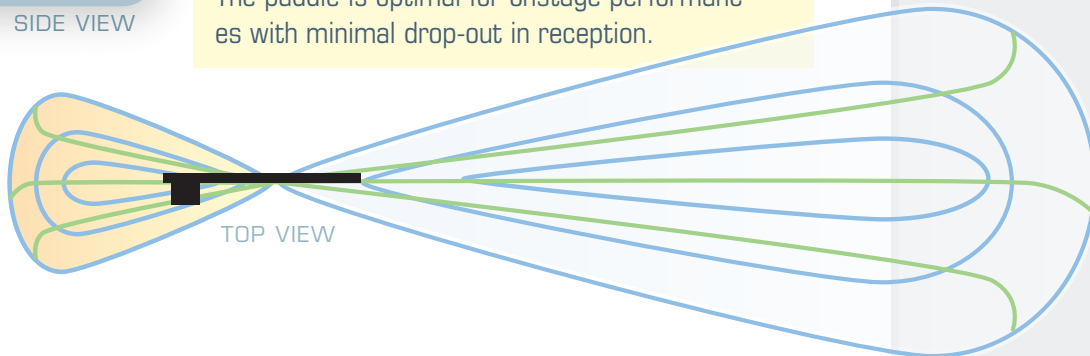 SIDE VIEW
The paddle is optimal for onstage performanc-
es with minimal drop-out in reception.
TOP VIEW